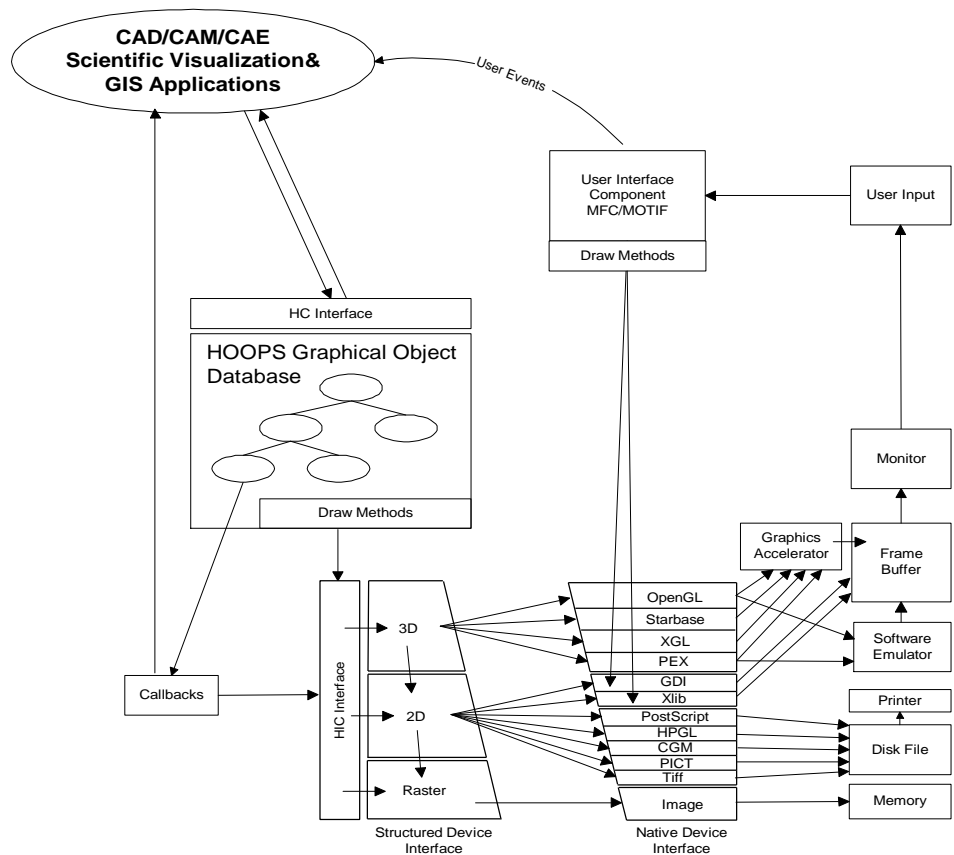 CAD/CAM/CAE
Scientific Visualization&
GIS Applications
User Events
User Interface
Component
MFC/MOTIF
Draw Methods
User Input
HC Interface
HOOPS Graphical Object
Database
Draw Methods
Monitor
Graphics
Accelerator
Frame
Buffer
Software
Emulator
HIC Interface
3D
2D
Raster
OpenGL
Starbase
XGL
PEX
GDI
Xlib
PostScript
HPGL
CGM
PICT
Tiff
Image
Callbacks
Printer
Disk File
Memory
Structured Device
Interface
Native Device
Interface